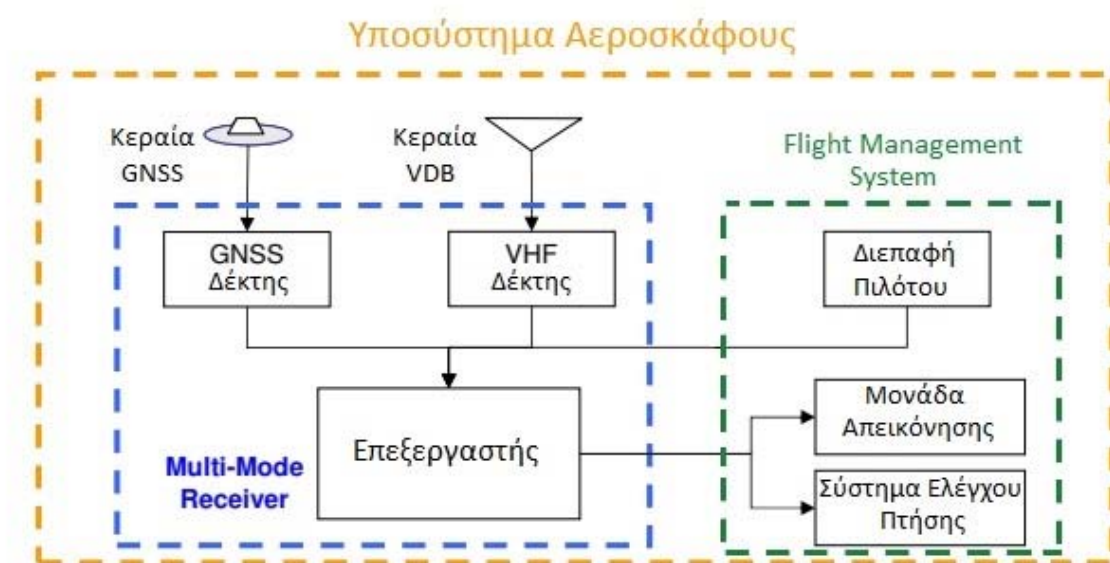 Υποσύστημα Αεροσκάφους
Κεραία
GNSS
Κεραία
VDB
Flight Management
System
GNSS
Δέκτης
VHF
Δέκτης
Διεπαφή
Πιλότου
Επεξεργαστής
Multi-Mode
Receiver
Μονάδα
Απεικόνησης
Σύστημα Ελέγχου
Πτήσης